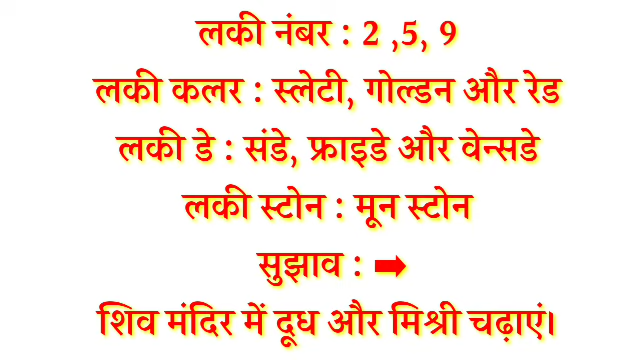 लकी नंबर : 2 ,5, 9
लकी कलर : स्लेटी, गोल्डन और रेड
लकी डे : संडे, फ्राइडे और वेन्सडे
लकी स्टोन : मून स्टोन
सुझाव : ➡
शिव मंदिर में दूध और मिश्री चढ़ाएं।